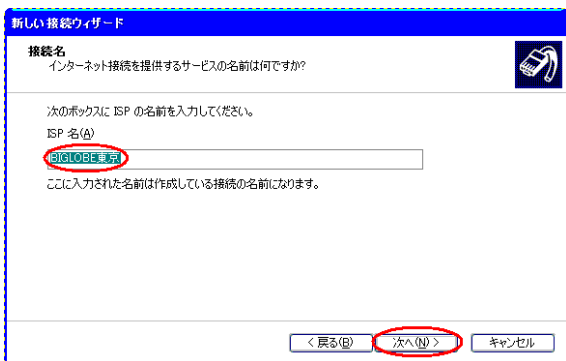 新しい接続ウィザード
接続名
インターネット接続を提供するサービスの名前は何ですか?
次のボックスに ISP の名前を入力してください。
ISP 名(A)
BIGLOBE東京
ここに入力された名前は作成している接続の名前になります。
< 戻る(B) 次へ(N) > キャンセル